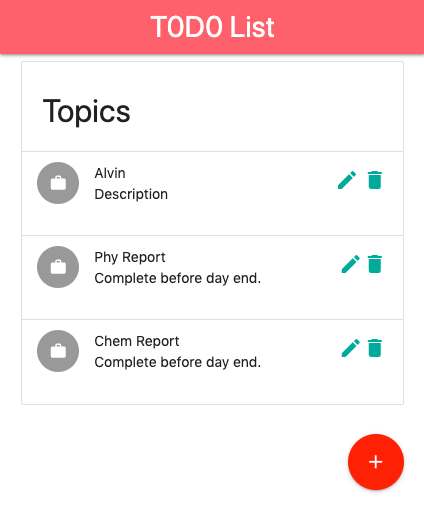 T0D0 List
Topics
Alvin
Description
Phy Report
Complete before day end.
Chem Report
Complete before day end.